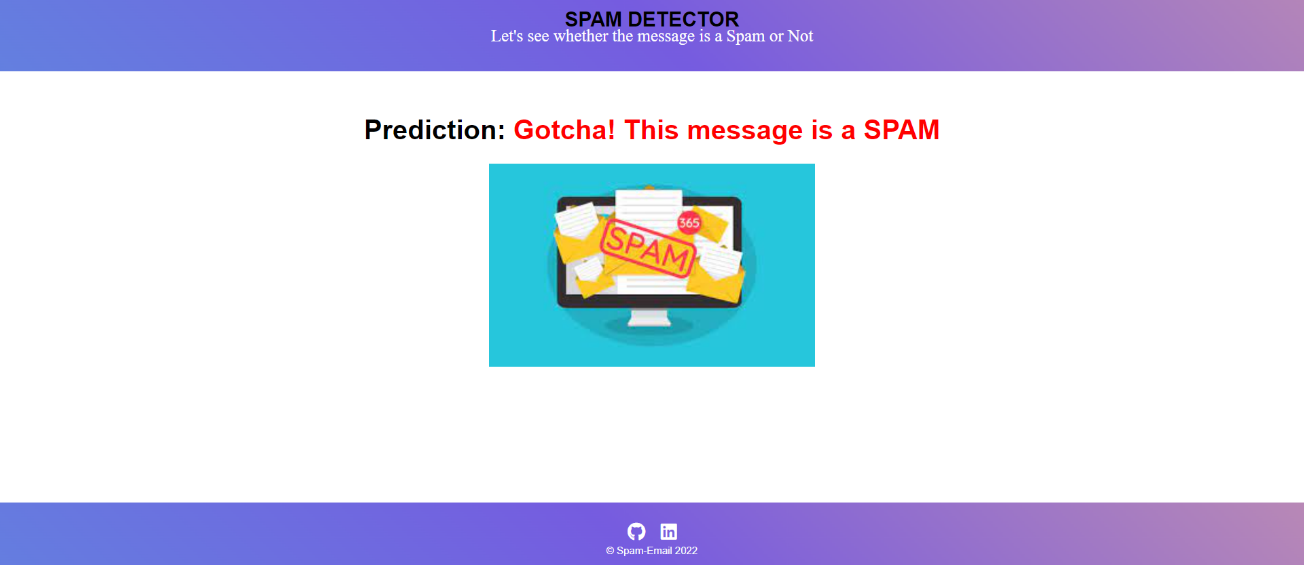 SPAM DETECTOR
Let's see whether the message is a Spam or Not
Prediction: Gotcha! This message is a SPAM
365
SPAM
in
© Spam-Email 2022